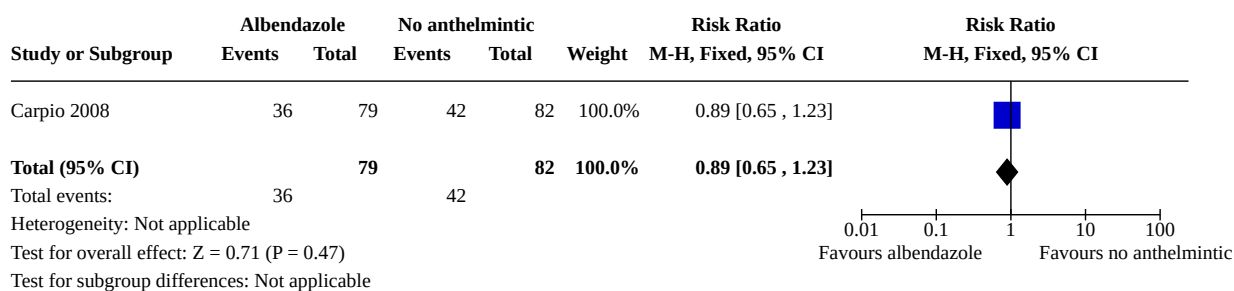 Albendazole No anthelmintic Risk Ratio Risk Ratio
Study or Subgroup Events Total Events Total Weight M-H, Fixed, 95% CI M-H, Fixed, 95% CI
Carpio 2008 36 79 42 82 100.0% 0.89 [0.65 , 1.23]
Total (95% CI) 79 82 100.0% 0.89 [0.65 , 1.23]
Total events: 36 42
Heterogeneity: Not applicable
0.01 0.1 1 10 100
Test for overall effect: Z = 0.71 (P = 0.47) Favours albendazole Favours no anthelmintic
Test for subgroup differences: Not applicable